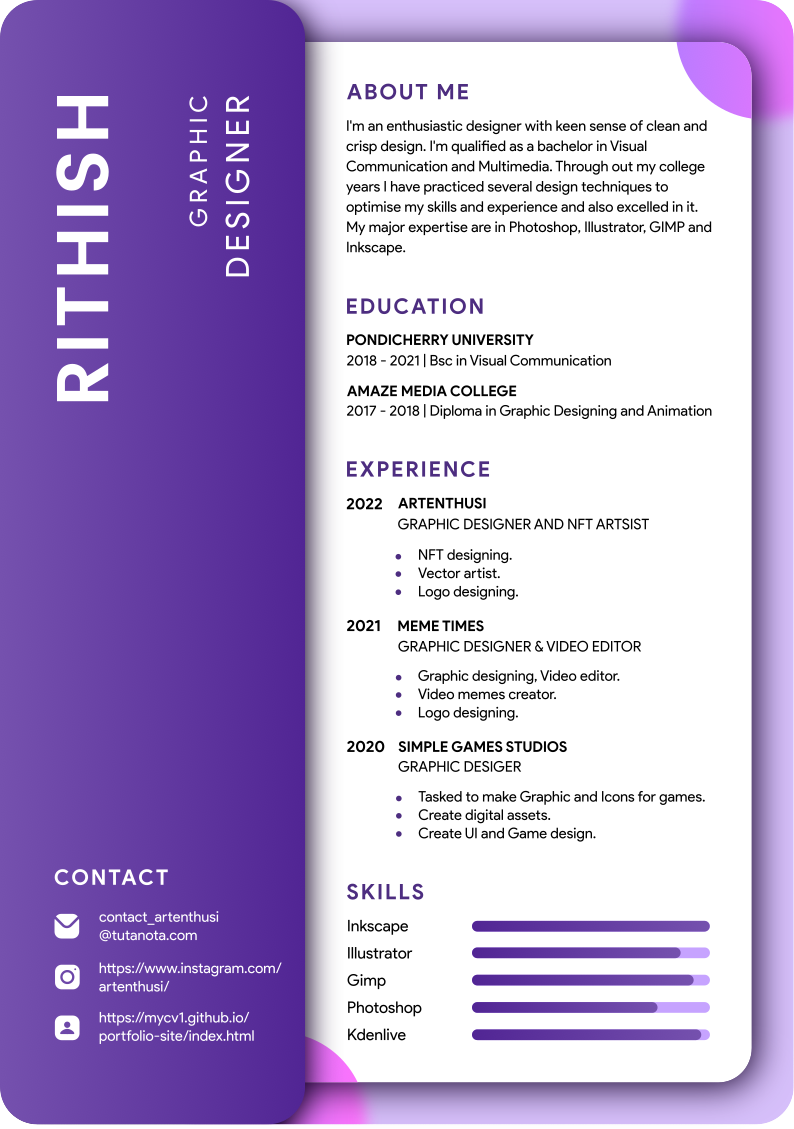 RITHISH
GRAPHIC
DESIGNER
CONTACT
contact_artenthusi
@tutanota.com
https://www.instagram.com/
artenthusi/
https://mycv1.github.io/
portfolio-site/index.html
ABOUT ME
I'm an enthusiastic designer with keen sense of clean and
crisp design. I'm qualified as a bachelor in Visual
Communication and Multimedia. Through out my college
years I have practiced several design techniques to
optimise my skills and experience and also excelled in it.
My major expertise are in Photoshop, Illustrator, GIMP and
Inkscape.
EDUCATION
PONDICHERRY UNIVERSITY
2018 - 2021 | Bsc in Visual Communication
AMAZE MEDIA COLLEGE
2017 - 2018 | Diploma in Graphic Designing and Animation
EXPERIENCE
2022 ARTENTHUSI
GRAPHIC DESIGNER AND NFT ARTSIST
• NFT designing.
• Vector artist.
• Logo designing.
2021 MEME TIMES
GRAPHIC DESIGNER & VIDEO EDITOR
• Graphic designing, Video editor.
• Video memes creator.
• Logo designing.
2020 SIMPLE GAMES STUDIOS
GRAPHIC DESIGER
• Tasked to make Graphic and Icons for games.
• Create digital assets.
• Create UI and Game design.
SKILLS
Inkscape
Illustrator
Gimp
Photoshop
Kdenlive